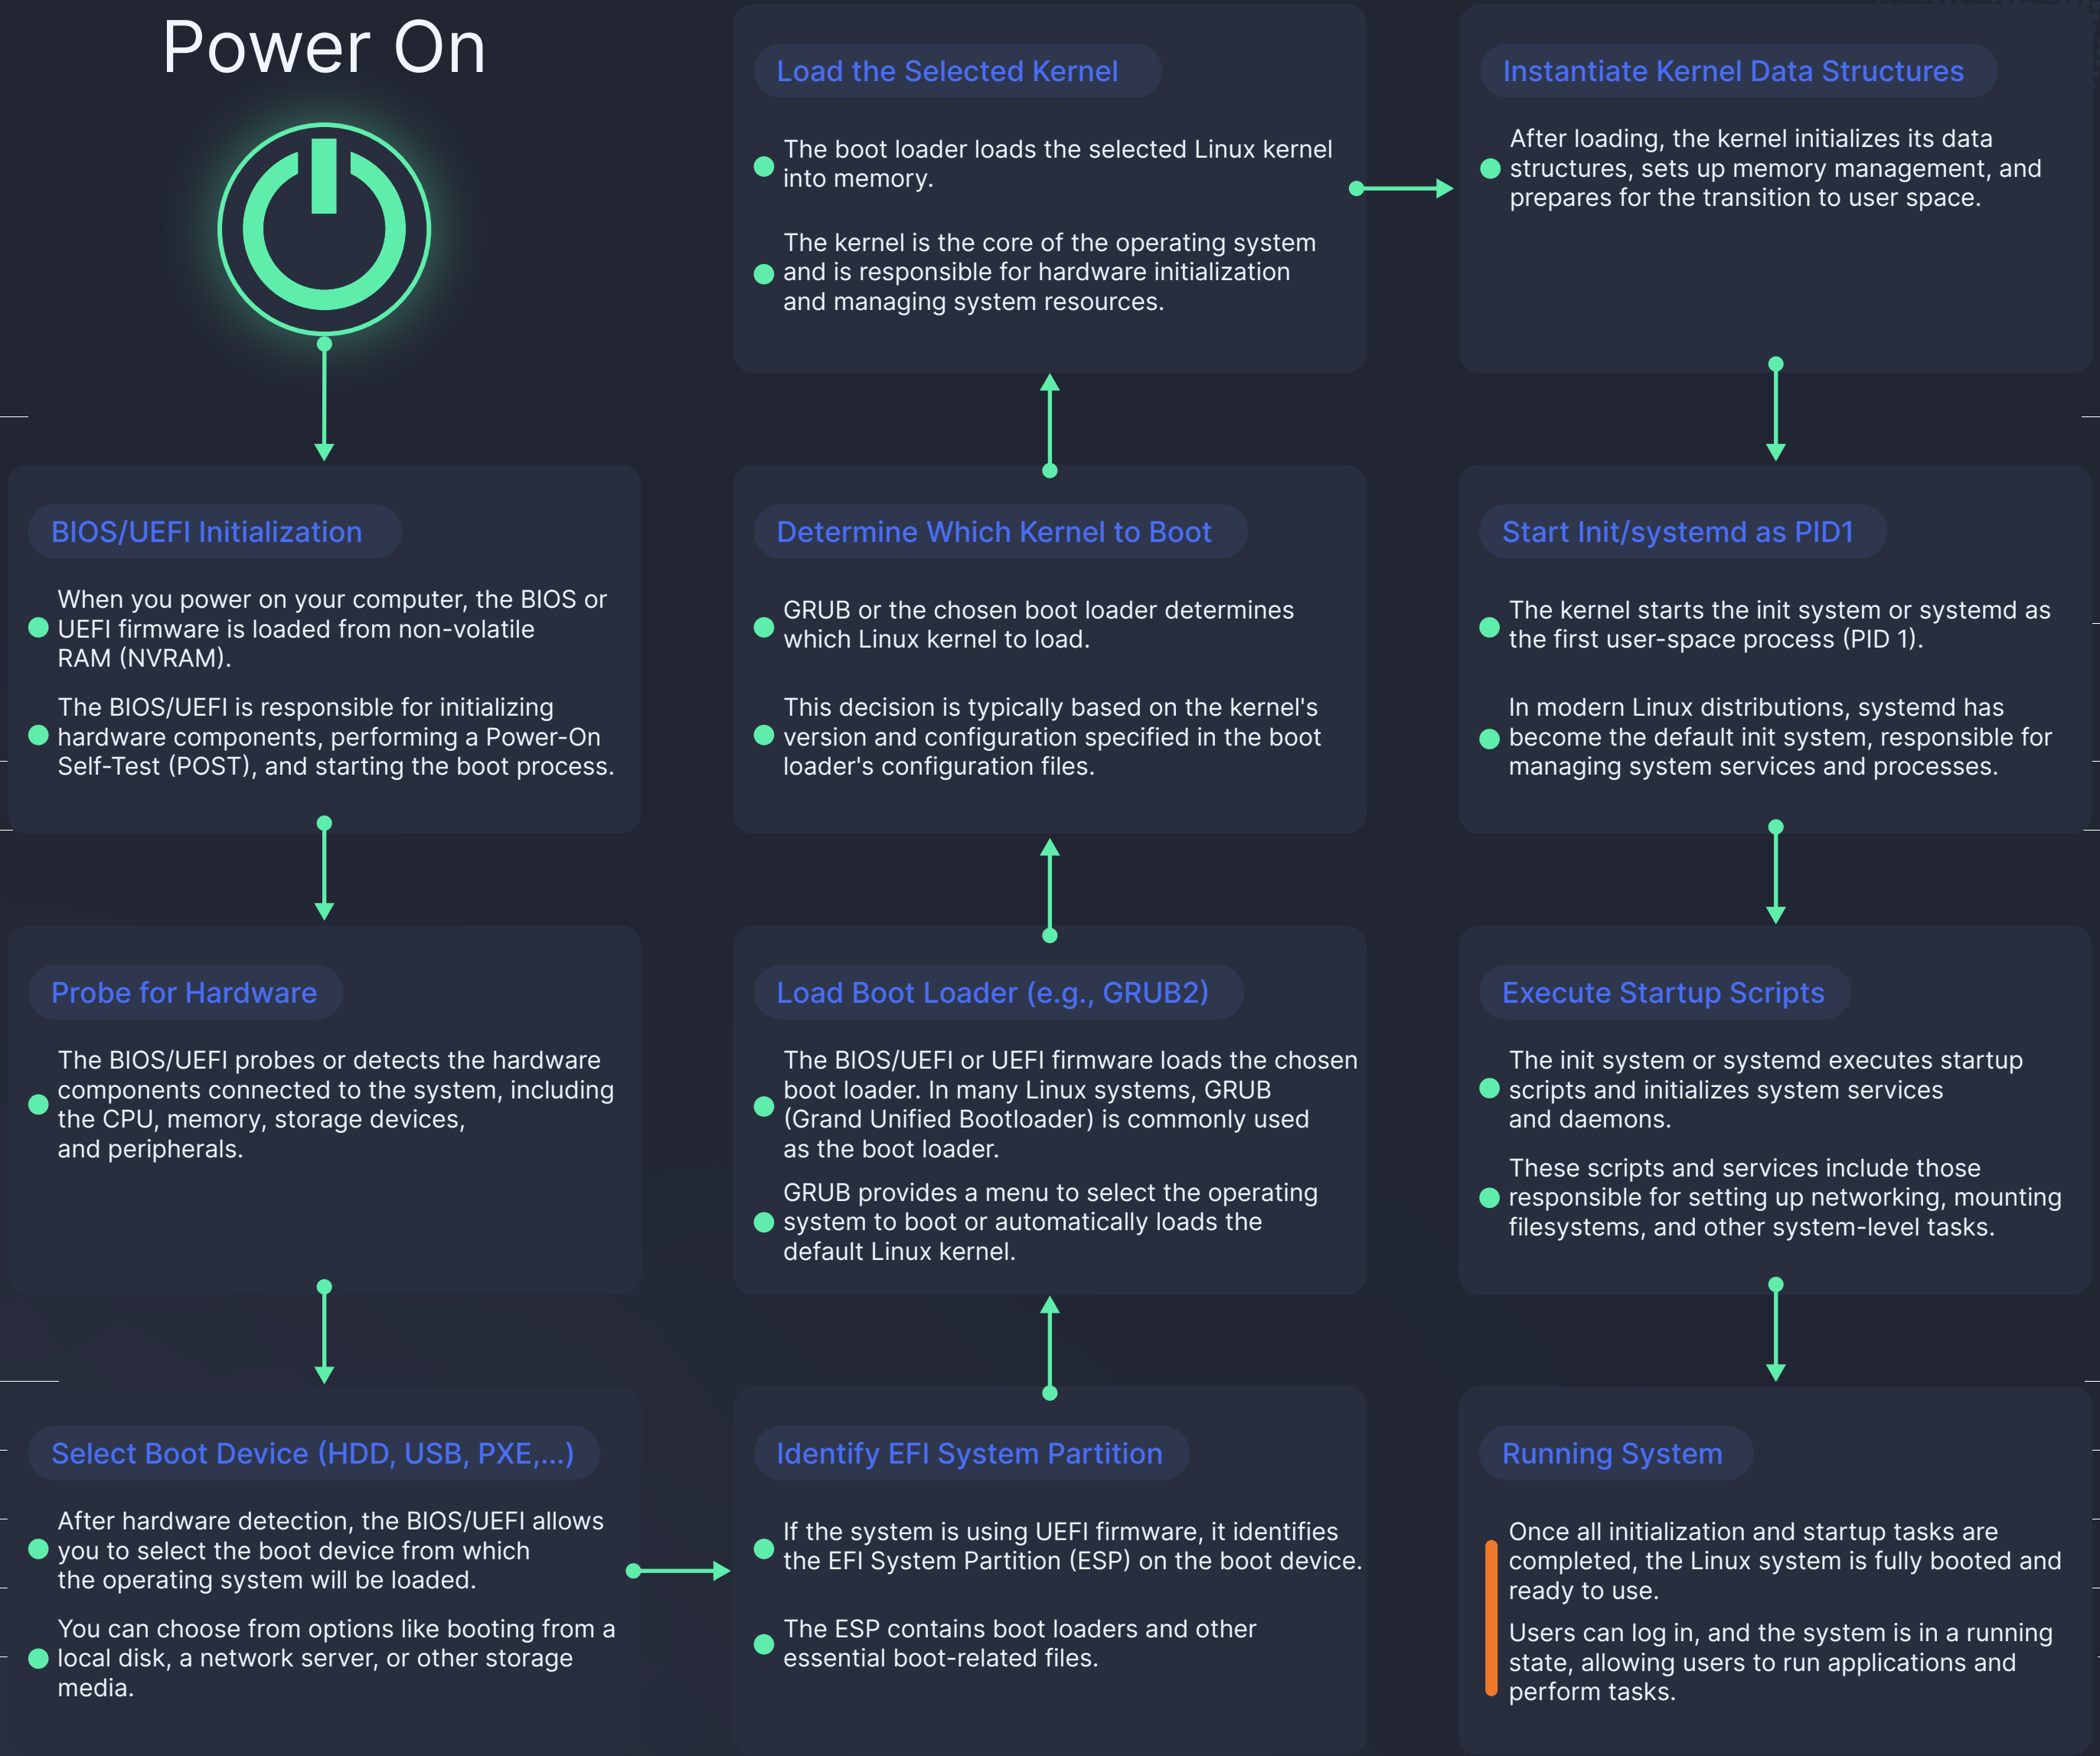 Power On
BIOS/UEFI Initialization
When you power on your computer, the BIOS or
UEFI firmware is loaded from non-volatile
RAM (NVRAM).
The BIOS/UEFI is responsible for initializing
hardware components, performing a Power-On
Self-Test (POST), and starting the boot process.
Probe for Hardware
The BIOS/UEFI probes or detects the hardware
components connected to the system, including
the CPU, memory, storage devices,
and peripherals.
Select Boot Device (HDD, USB, PXE,...)
After hardware detection, the BIOS/UEFI allows
you to select the boot device from which
the operating system will be loaded.
You can choose from options like booting from a
local disk, a network server, or other storage
media.
Identify EFI System Partition
If the system is using UEFI firmware, it identifies
the EFI System Partition (ESP) on the boot device.
The ESP contains boot loaders and other
essential boot-related files.
Load Boot Loader (e.g., GRUB2)
The BIOS/UEFI or UEFI firmware loads the chosen
boot loader. In many Linux systems, GRUB
(Grand Unified Bootloader) is commonly used
as the boot loader.
GRUB provides a menu to select the operating
system to boot or automatically loads the
default Linux kernel.
Determine Which Kernel to Boot
GRUB or the chosen boot loader determines
which Linux kernel to load.
This decision is typically based on the kernel's
version and configuration specified in the boot
loader's configuration files.
Load the Selected Kernel
The boot loader loads the selected Linux kernel
into memory.
The kernel is the core of the operating system
and is responsible for hardware initialization
and managing system resources.
Instantiate Kernel Data Structures
After loading, the kernel initializes its data
structures, sets up memory management, and
prepares for the transition to user space.
Start Init/systemd as PID1
The kernel starts the init system or systemd as
the first user-space process (PID 1).
In modern Linux distributions, systemd has
become the default init system, responsible for
managing system services and processes.
Execute Startup Scripts
The init system or systemd executes startup
scripts and initializes system services
and daemons.
These scripts and services include those
responsible for setting up networking, mounting
filesystems, and other system-level tasks.
Running System
Once all initialization and startup tasks are
completed, the Linux system is fully booted and
ready to use.
Users can log in, and the system is in a running
state, allowing users to run applications and
perform tasks.